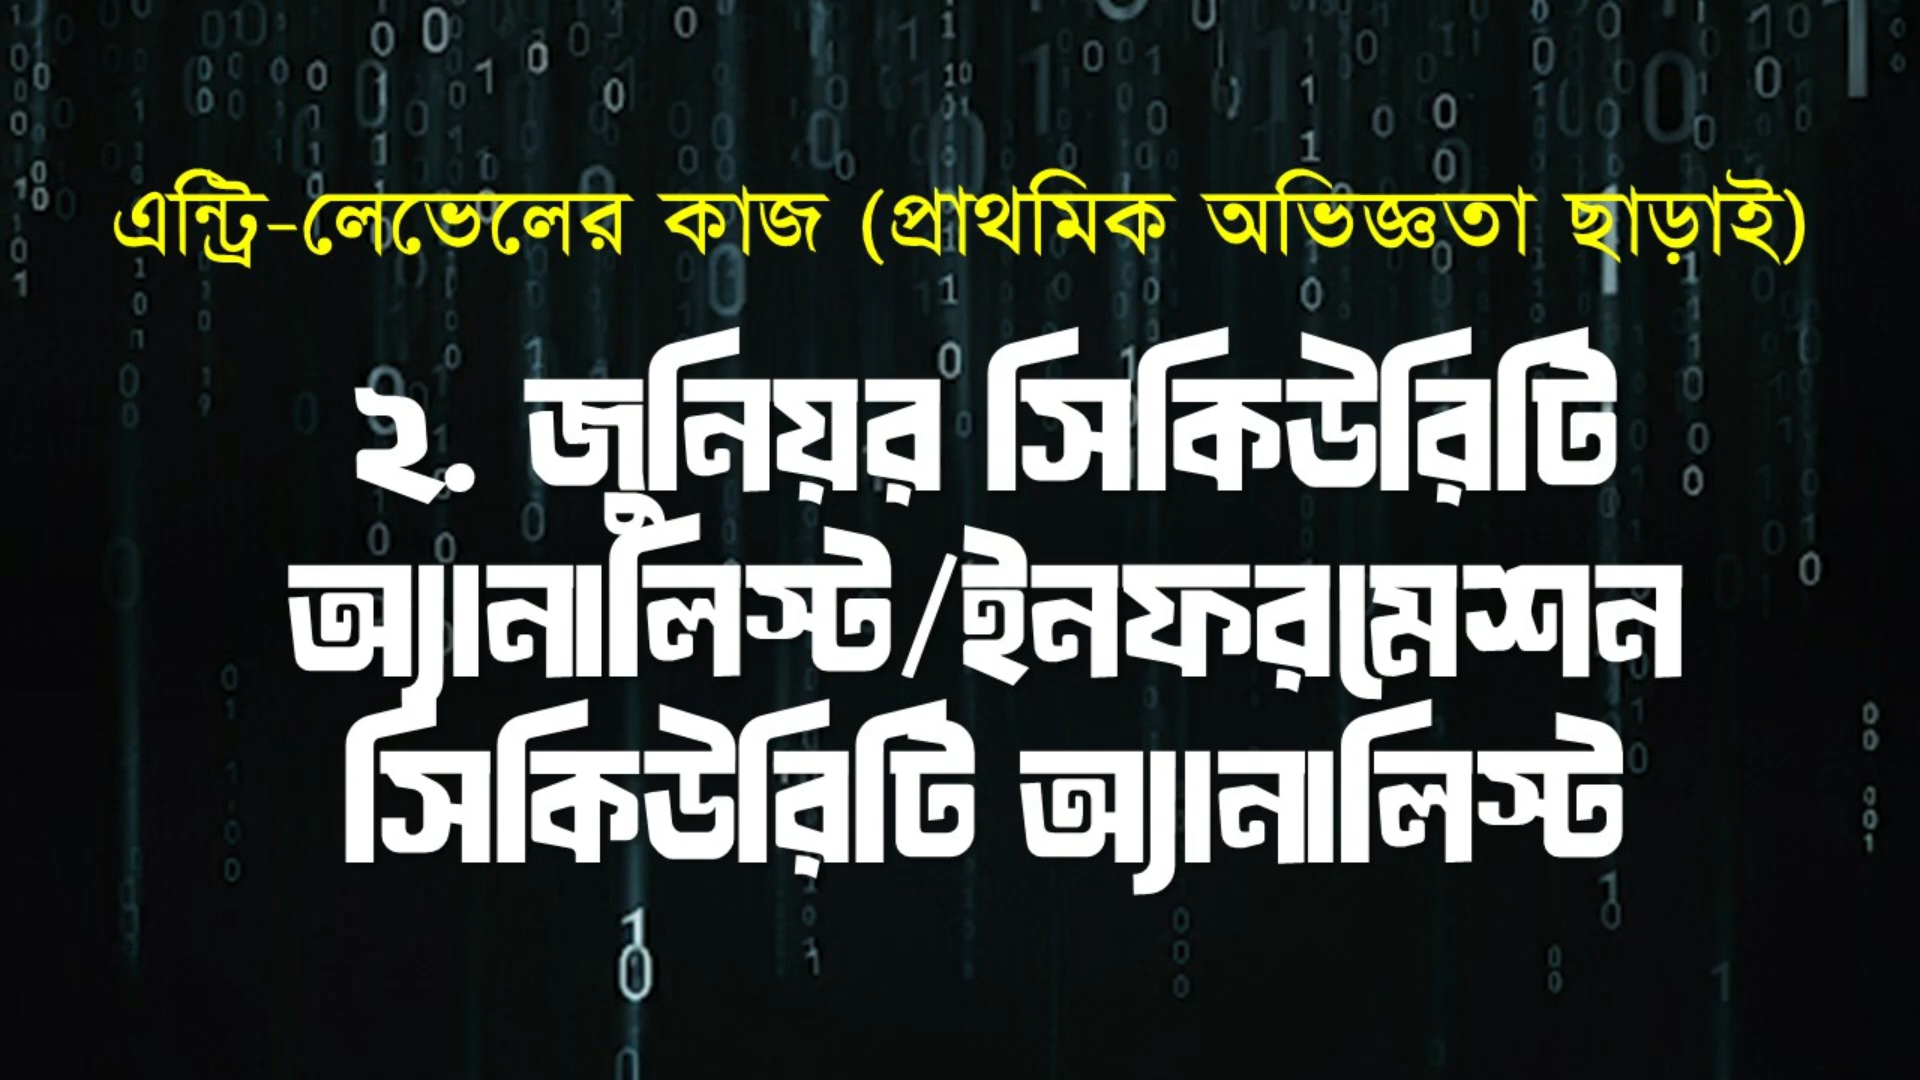 এন্ট্রি-লেভেলের কাজ (প্রাথমিক অভিজ্ঞতা ছাড়াই)
২. জুনিয়র সিকিউরিটি
অ্যানালিস্ট/ইনফরমেশন
সিকিউরিটি অ্যানালিস্ট